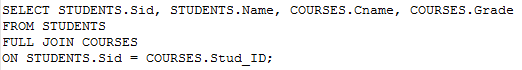 SELECT STUDENTS.Sid, STUDENTS.Name, COURSES.Cname, COURSES.Grade
FROM STUDENTS
FULL JOIN COURSES
ON STUDENTS.Sid = COURSES.Stud_ID;